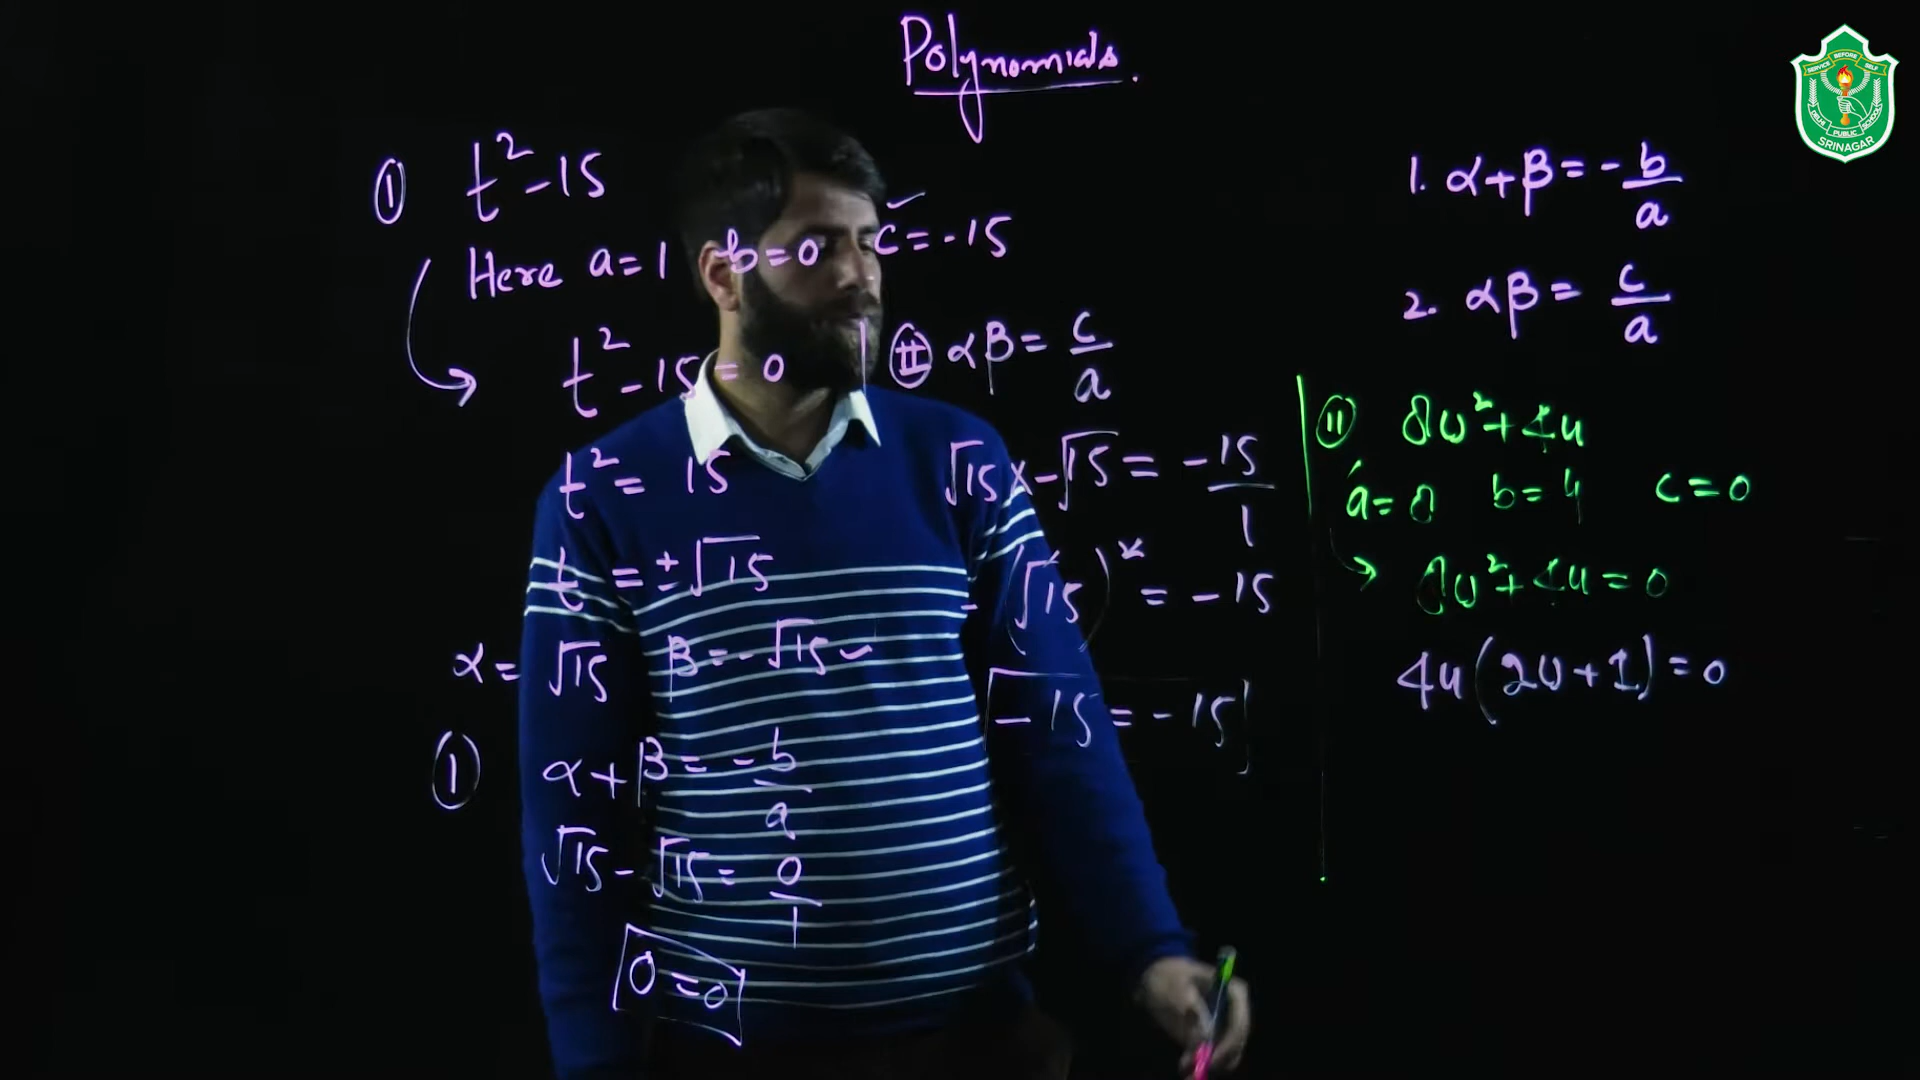 Polynomials.
① t² - 15
Here a = 1 b = 0 c = -15
t² - 15 = 0
t² = 15
t = ±√15
α = √15 β = -√15
① α + β = -b/a
√15 - √15 = 0/1
0 = 0
Ⅱ αβ = c/a
√15 × -√15 = -15/1
-(√15)² = -15
-15 = -15
1. α + β = -b/a
2. αβ = c/a
Ⅱ 8u² + 4u
a = 8 b = 4 c = 0
8u² + 4u = 0
4u(2u + 1) = 0
SERVICE BEFORE SELF
DELHI PUBLIC SCHOOL
SRINAGAR